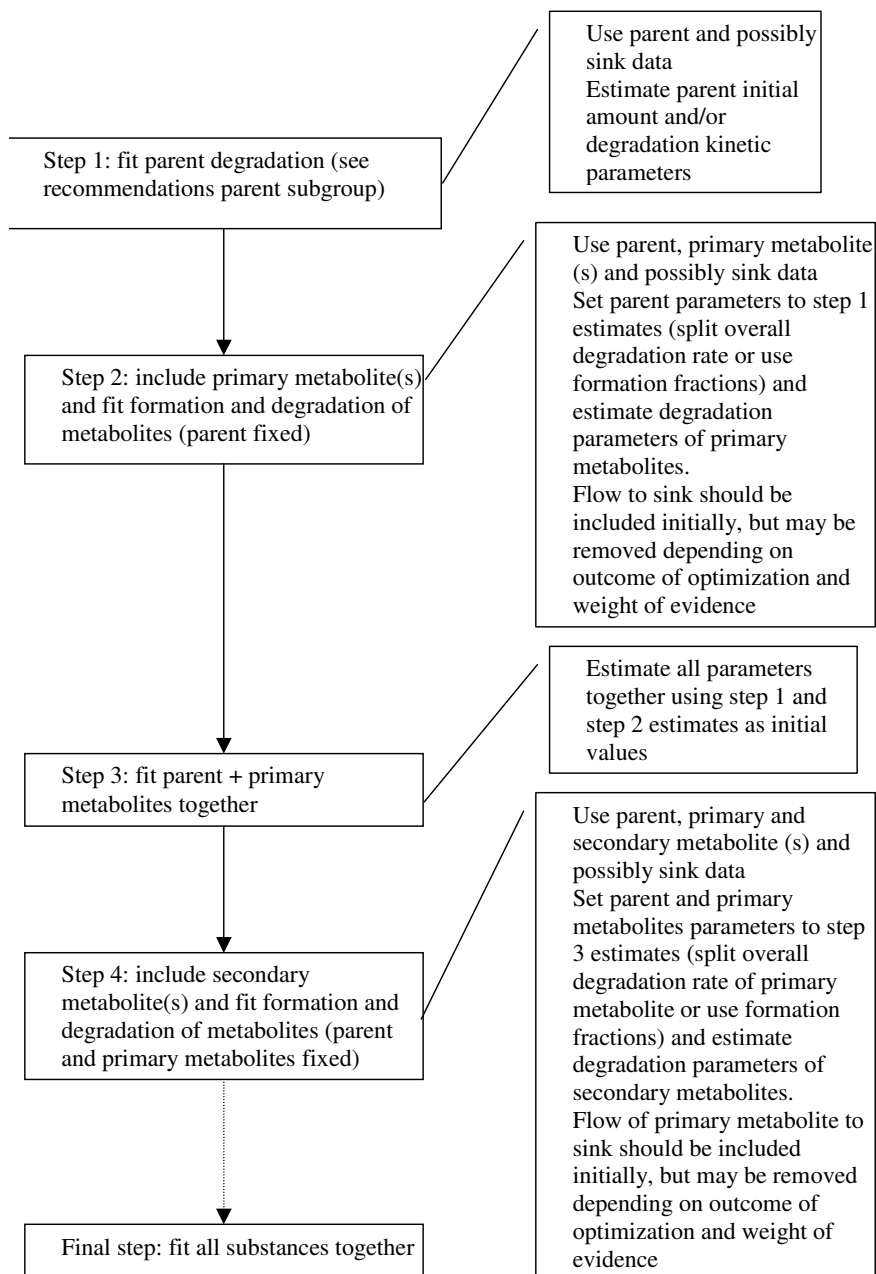 Use parent and possibly
sink data
Estimate parent initial
amount and/or
degradation kinetic
parameters
Step 1: fit parent degradation (see
recommendations parent subgroup)
Use parent, primary metabolite
(s) and possibly sink data
Set parent parameters to step 1
estimates (split overall
degradation rate or use
formation fractions) and
estimate degradation
parameters of primary
metabolites.
Flow to sink should be
included initially, but may be
removed depending on
outcome of optimization and
weight of evidence
Step 2: include primary metabolite(s)
and fit formation and degradation of
metabolites (parent fixed)
Estimate all parameters
together using step 1 and
step 2 estimates as initial
values
Step 3: fit parent + primary
metabolites together
Use parent, primary and
secondary metabolite (s) and
possibly sink data
Set parent and primary
metabolites parameters to step
3 estimates (split overall
degradation rate of primary
metabolite or use formation
fractions) and estimate
degradation parameters of
secondary metabolites.
Flow of primary metabolite to
sink should be included
initially, but may be removed
depending on outcome of
optimization and weight of
evidence
Step 4: include secondary
metabolite(s) and fit formation and
degradation of metabolites (parent
and primary metabolites fixed)
Final step: fit all substances together